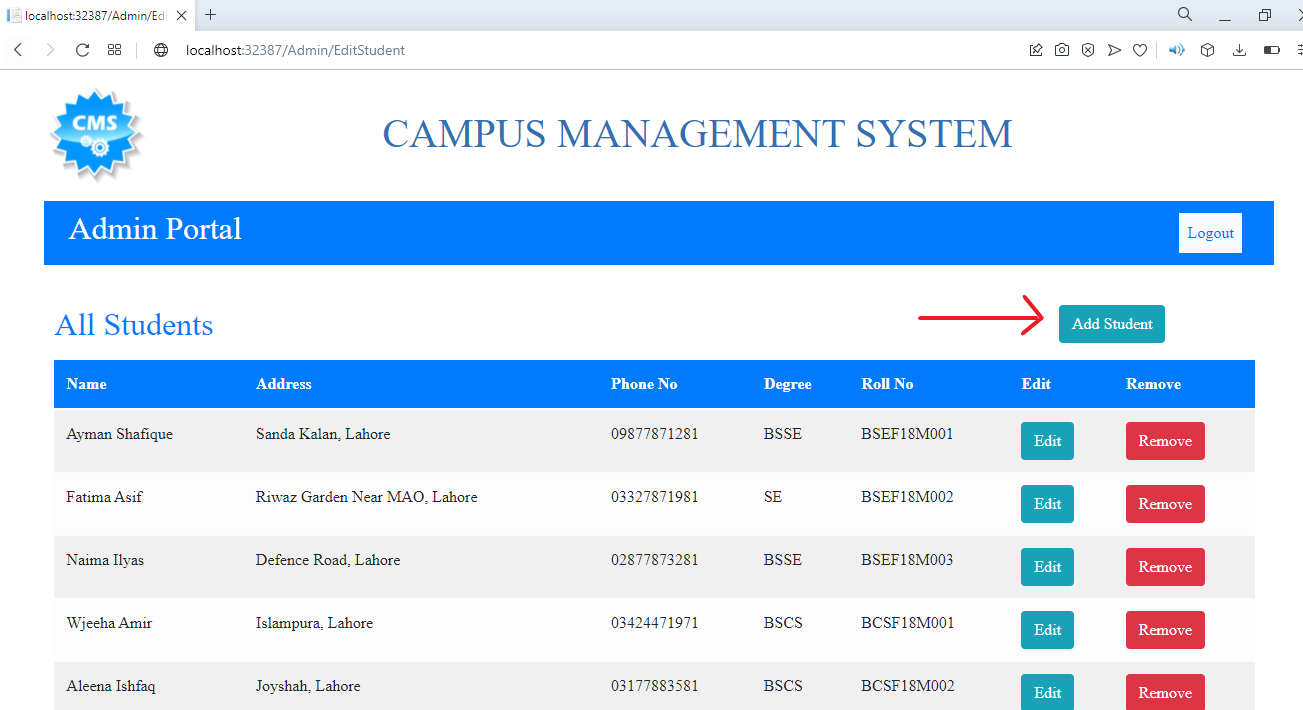 localhost:32387/Admin/Edi
localhost:32387/Admin/EditStudent
CMS
CAMPUS MANAGEMENT SYSTEM
Admin Portal
Logout
All Students
Add Student
Name Address Phone No Degree Roll No Edit Remove
Ayman Shafique Sanda Kalan, Lahore 09877871281 BSSE BSEF18M001 Edit Remove
Fatima Asif Riwaz Garden Near MAO, Lahore 03327871981 SE BSEF18M002 Edit Remove
Naima Ilyas Defence Road, Lahore 02877873281 BSSE BSEF18M003 Edit Remove
Wjeeha Amir Islampura, Lahore 03424471971 BSCS BCSF18M001 Edit Remove
Aleena Ishfaq Joyshah, Lahore 03177883581 BSCS BCSF18M002 Edit Remove